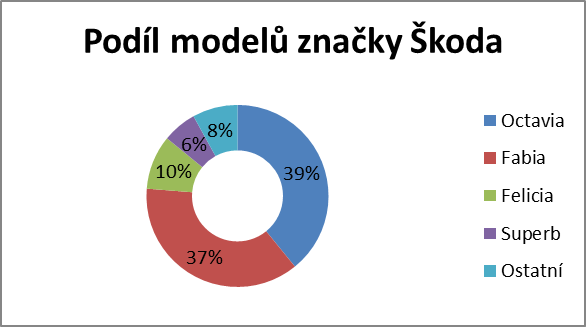 Podíl modelů značky Škoda
39%
37%
10%
6%
8%
Octavia
Fabia
Felicia
Superb
Ostatní